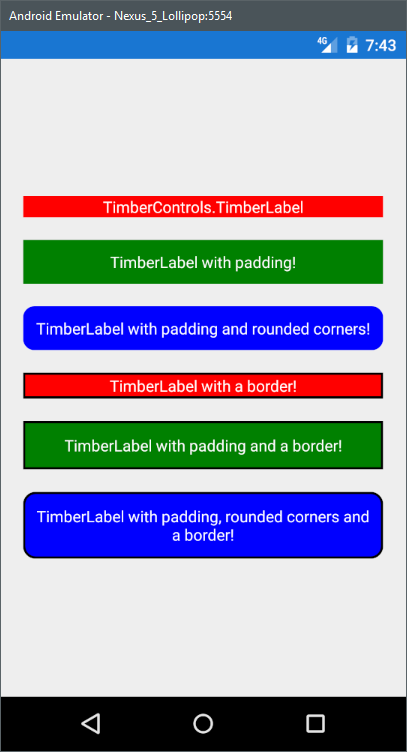 Android Emulator - Nexus_5_Lollipop:5554
4G 7:43
TimberControls.TimberLabel
TimberLabel with padding!
TimberLabel with padding and rounded corners!
TimberLabel with a border!
TimberLabel with padding and a border!
TimberLabel with padding, rounded corners and
a border!